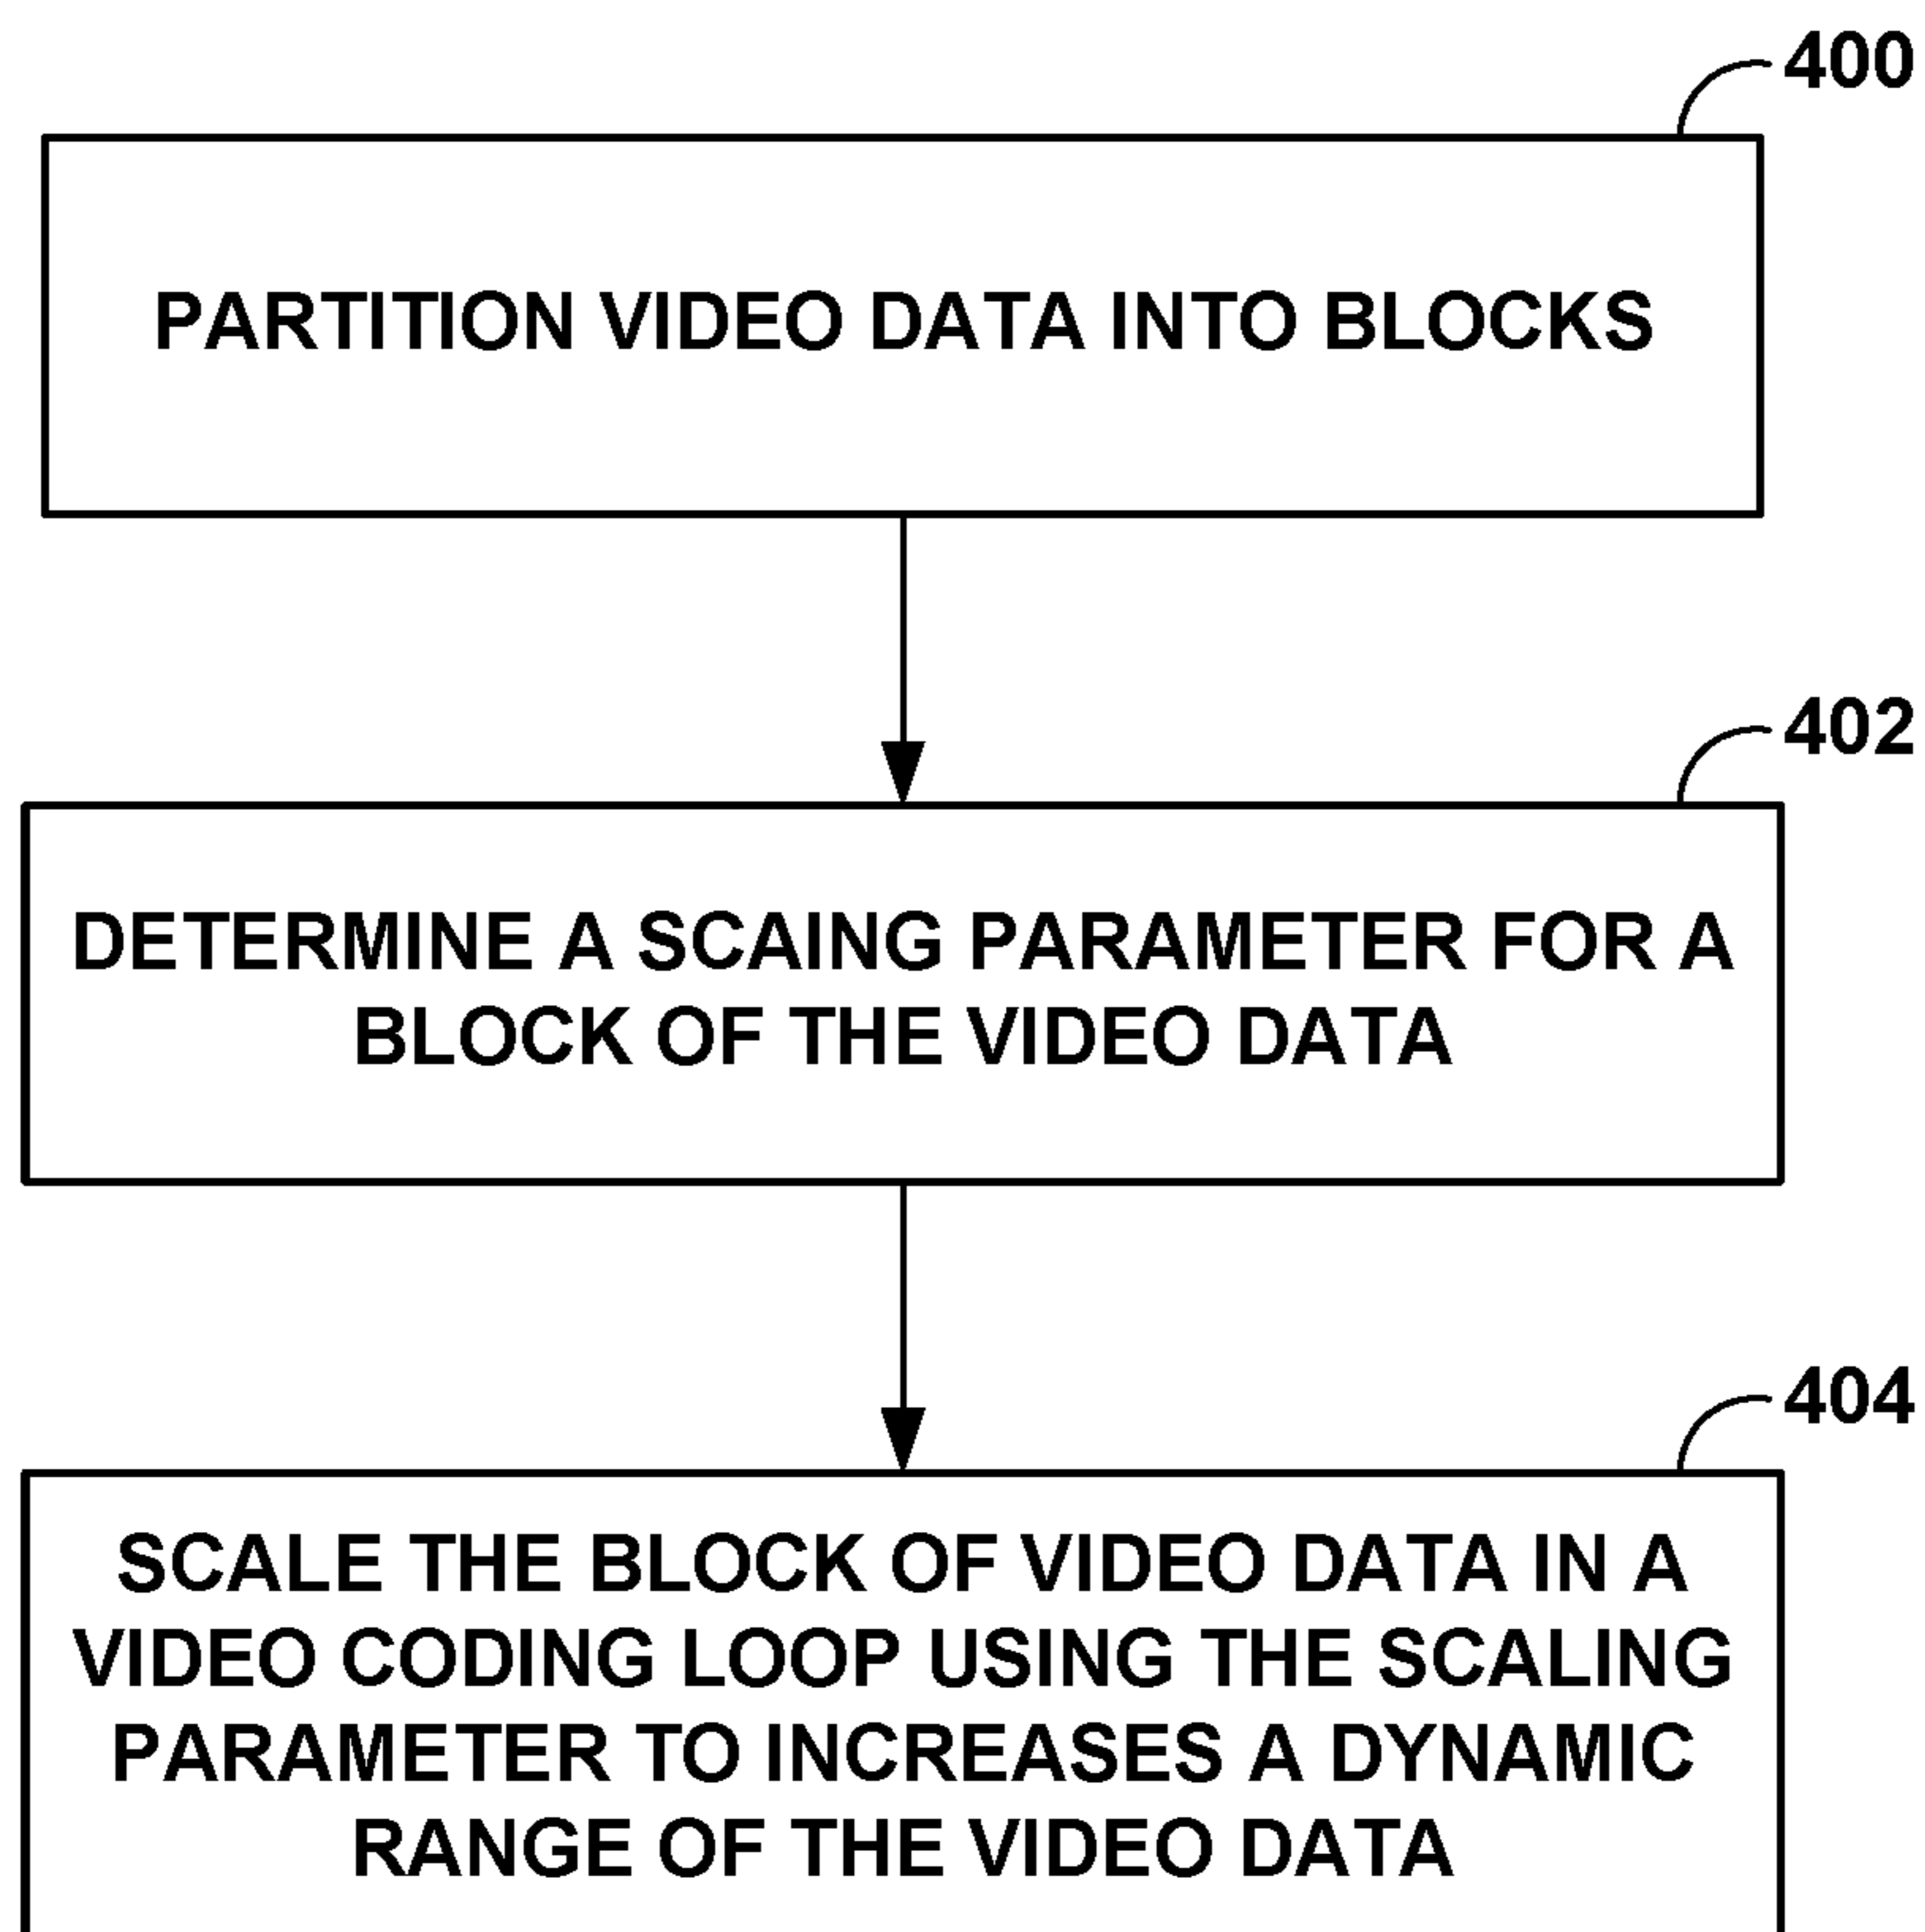 400
PARTITION VIDEO DATA INTO BLOCKS
402
DETERMINE A SCAING PARAMETER FOR A
BLOCK OF THE VIDEO DATA
404
SCALE THE BLOCK OF VIDEO DATA IN A
VIDEO CODING LOOP USING THE SCALING
PARAMETER TO INCREASES A DYNAMIC
RANGE OF THE VIDEO DATA